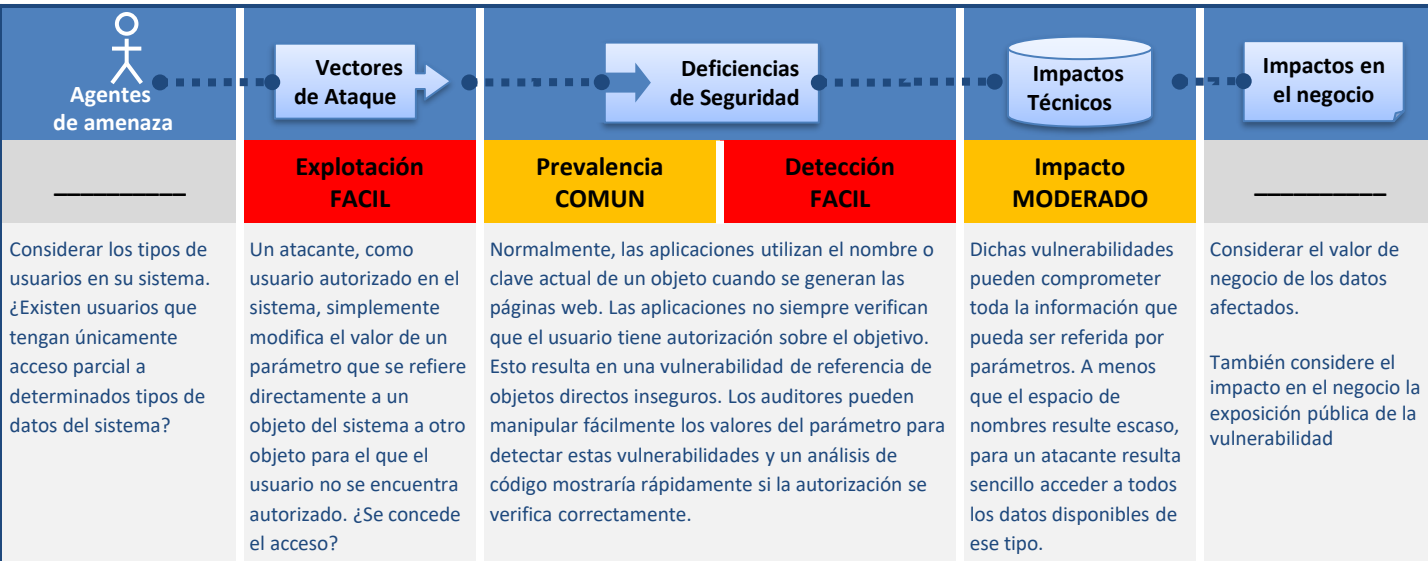 Agentes
de amenaza
Vectores
de Ataque
Deficiencias
de Seguridad
Impactos
Técnicos
Impactos en
el negocio
__________
Explotación
FACIL
Prevalencia
COMUN
Detección
FACIL
Impacto
MODERADO
__________
Considerar los tipos de
usuarios en su sistema.
¿Existen usuarios que
tengan únicamente
acceso parcial a
determinados tipos de
datos del sistema?
Un atacante, como
usuario autorizado en el
sistema, simplemente
modifica el valor de un
parámetro que se refiere
directamente a un
objeto del sistema a otro
objeto para el que el
usuario no se encuentra
autorizado. ¿Se concede
el acceso?
Normalmente, las aplicaciones utilizan el nombre o
clave actual de un objeto cuando se generan las
páginas web. Las aplicaciones no siempre verifican
que el usuario tiene autorización sobre el objetivo.
Esto resulta en una vulnerabilidad de referencia de
objetos directos inseguros. Los auditores pueden
manipular fácilmente los valores del parámetro para
detectar estas vulnerabilidades y un análisis de
código mostraría rápidamente si la autorización se
verifica correctamente.
Dichas vulnerabilidades
pueden comprometer
toda la información que
pueda ser referida por
parámetros. A menos
que el espacio de
nombres resulte escaso,
para un atacante resulta
sencillo acceder a todos
los datos disponibles de
ese tipo.
Considerar el valor de
negocio de los datos
afectados.
También considere el
impacto en el negocio la
exposición pública de la
vulnerabilidad